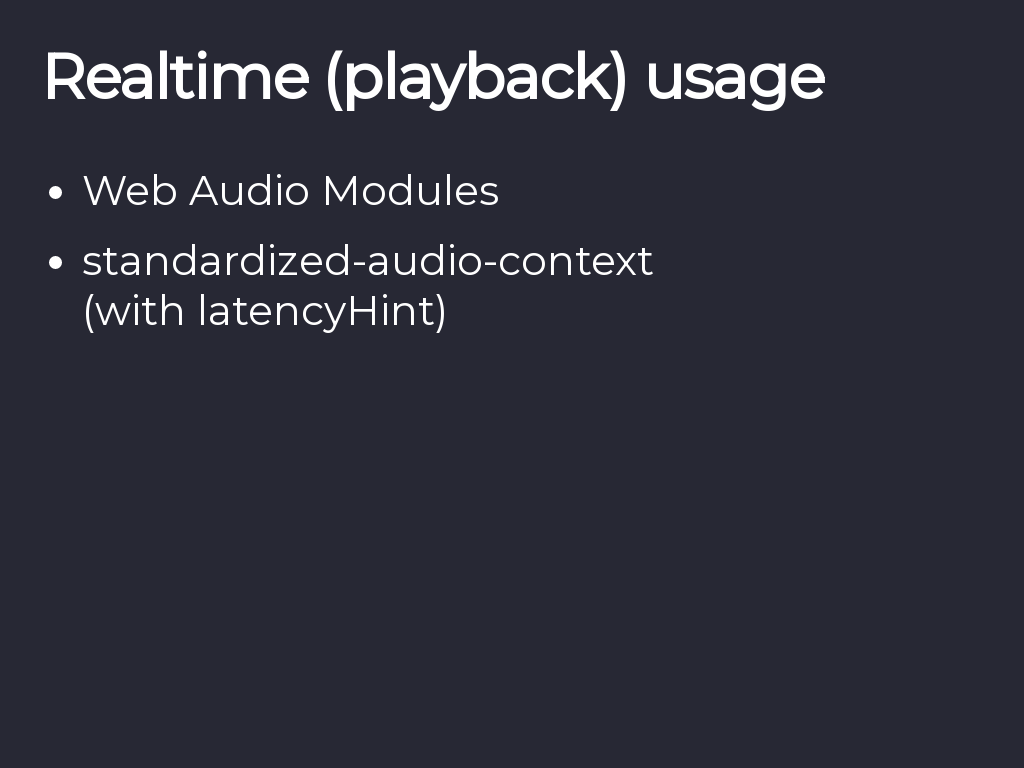 Realtime (playback) usage
• Web Audio Modules
• standardized-audio-context
(with latencyHint)